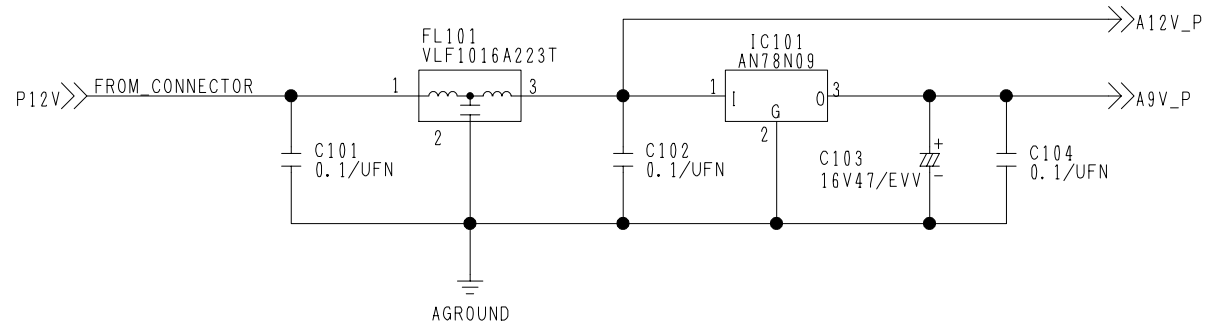 A12V_P
FL101
VLF1016A223T
IC101
AN78N09
P12V
FROM_CONNECTOR
1
3
1
I
O
3
A9V_P
G
2
2
C101
0.1/UFN
C102
0.1/UFN
C103
16V47/EVV
+
-
C104
0.1/UFN
AGROUND